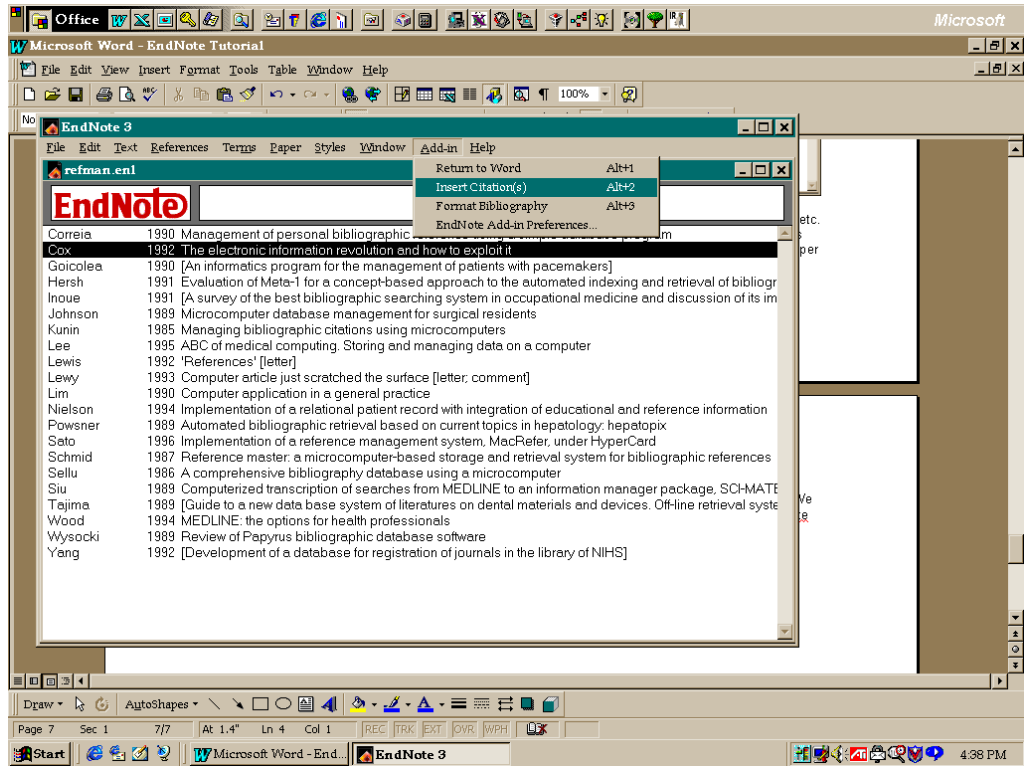 Office Microsoft
Microsoft Word - EndNote Tutorial
File Edit View Insert Format Tools Table Window Help
100%
No
EndNote 3
File Edit Text References Terms Paper Styles Window Add-in Help
Return to Word Alt+1
refman.enl
Insert Citation(s) Alt+2
EndNote
Format Bibliography Alt+3
EndNote Add-in Preferences...
etc.
per
Correia 1990 Management of personal bibliographic
Cox 1992 The electronic information revolution and how to exploit it
Goicolea 1990 [An informatics program for the management of patients with pacemakers]
Hersh 1991 Evaluation of Meta-1 for a concept-based approach to the automated indexing and retrieval of bibliogr
Inoue 1991 [A survey of the best bibliographic searching system in occupational medicine and discussion of its im
Johnson 1989 Microcomputer database management for surgical residents
Kunin 1985 Managing bibliographic citations using microcomputers
Lee 1995 ABC of medical computing. Storing and managing data on a computer
Lewis 1992 'References' [letter]
Lewy 1993 Computer article just scratched the surface [letter; comment]
Lim 1990 Computer application in a general practice
Nielson 1994 Implementation of a relational patient record with integration of educational and reference information
Powsner 1989 Automated bibliographic retrieval based on current topics in hepatology: hepatopix
Sato 1996 Implementation of a reference management system, MacRefer, under HyperCard
Schmid 1987 Reference master: a microcomputer-based storage and retrieval system for bibliographic references
Sellu 1986 A comprehensive bibliography database using a microcomputer
Siu 1989 Computerized transcription of searches from MEDLINE to an information manager package, SCI-MATE
Tajima 1989 [Guide to a new data base system of literatures on dental materials and devices. Off-line retrieval syste
Wood 1994 MEDLINE: the options for health professionals
Wysocki 1989 Review of Papyrus bibliographic database software
Yang 1992 [Development of a database for registration of journals in the library of NIHS]
Draw AutoShapes
Page 7 Sec 1 7/7 At 1.4" Ln 4 Col 1 REC TRK EXT OVR WPH
Start Microsoft Word - End... EndNote 3 4:38 PM